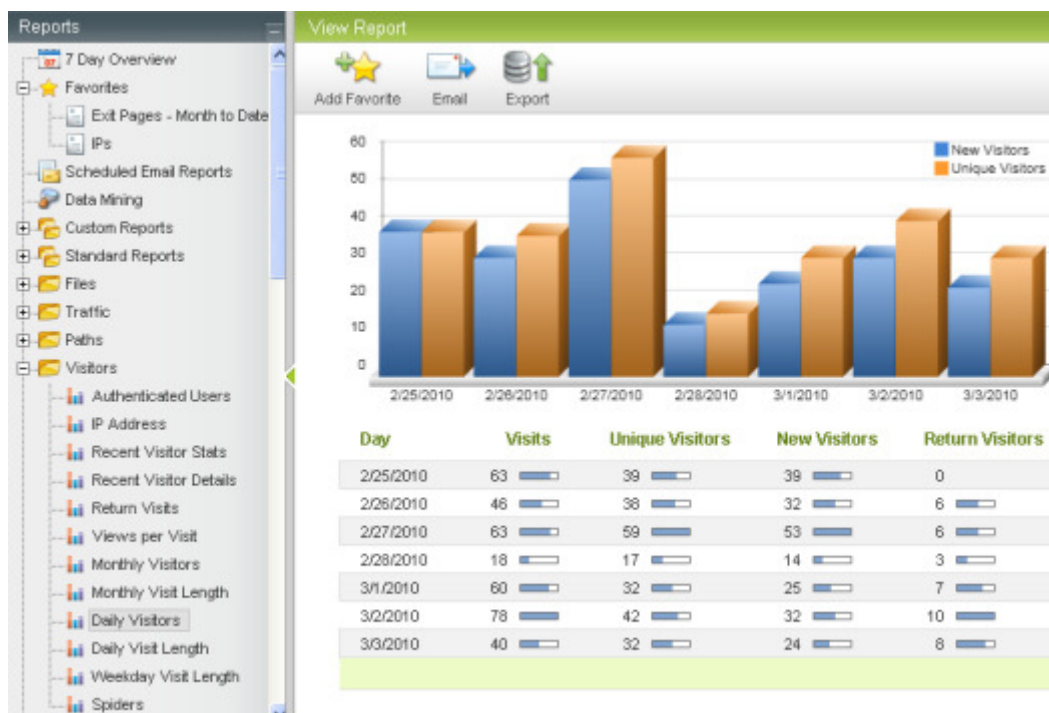 Reports
7 Day Overview
Favorites
Exit Pages - Month to Date
IPs
Scheduled Email Reports
Data Mining
Custom Reports
Standard Reports
Files
Traffic
Paths
Visitors
Authenticated Users
IP Address
Recent Visitor Stats
Recent Visitor Details
Return Visits
Views per Visit
Monthly Visitors
Monthly Visit Length
Daily Visitors
Daily Visit Length
Weekday Visit Length
Spiders
View Report
Add Favorite Email Export
60
50
40
30
20
10
0
New Visitors
Unique Visitors
2/25/2010 2/26/2010 2/27/2010 2/28/2010 3/1/2010 3/2/2010 3/3/2010
Day Visits Unique Visitors New Visitors Return Visitors
2/25/2010 63 39 39 0
2/26/2010 46 38 32 6
2/27/2010 63 59 53 6
2/28/2010 18 17 14 3
3/1/2010 60 32 25 7
3/2/2010 78 42 32 10
3/3/2010 40 32 24 8